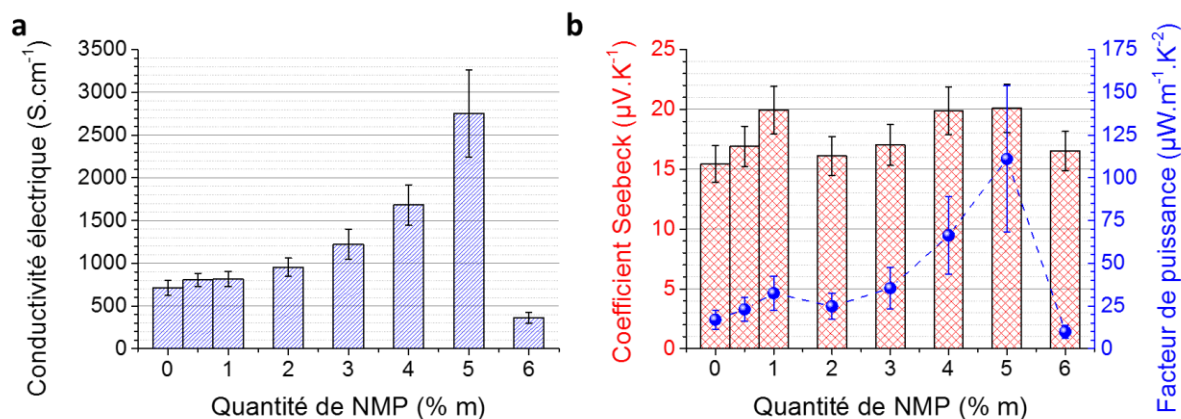 a
Conductivité électrique (S.cm⁻¹)
3500
3000
2500
2000
1500
1000
500
0
0 1 2 3 4 5 6
Quantité de NMP (% m)
b
Coefficient Seebeck (µV.K⁻¹)
25
20
15
10
5
0
0 1 2 3 4 5 6
Quantité de NMP (% m)
175
150
125
100
75
50
25
0
Facteur de puissance (µW.m⁻¹.K⁻²)